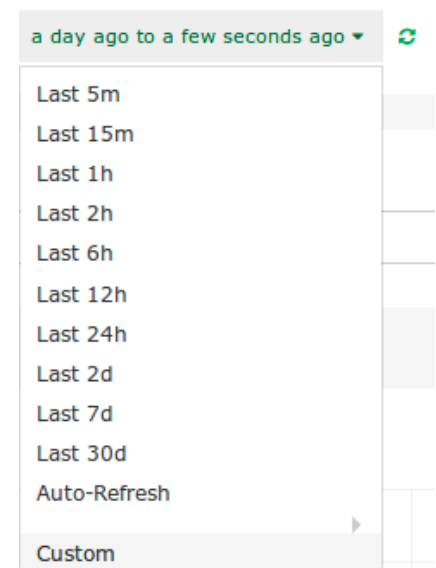 a day ago to a few seconds ago
Last 5m
Last 15m
Last 1h
Last 2h
Last 6h
Last 12h
Last 24h
Last 2d
Last 7d
Last 30d
Auto-Refresh
Custom